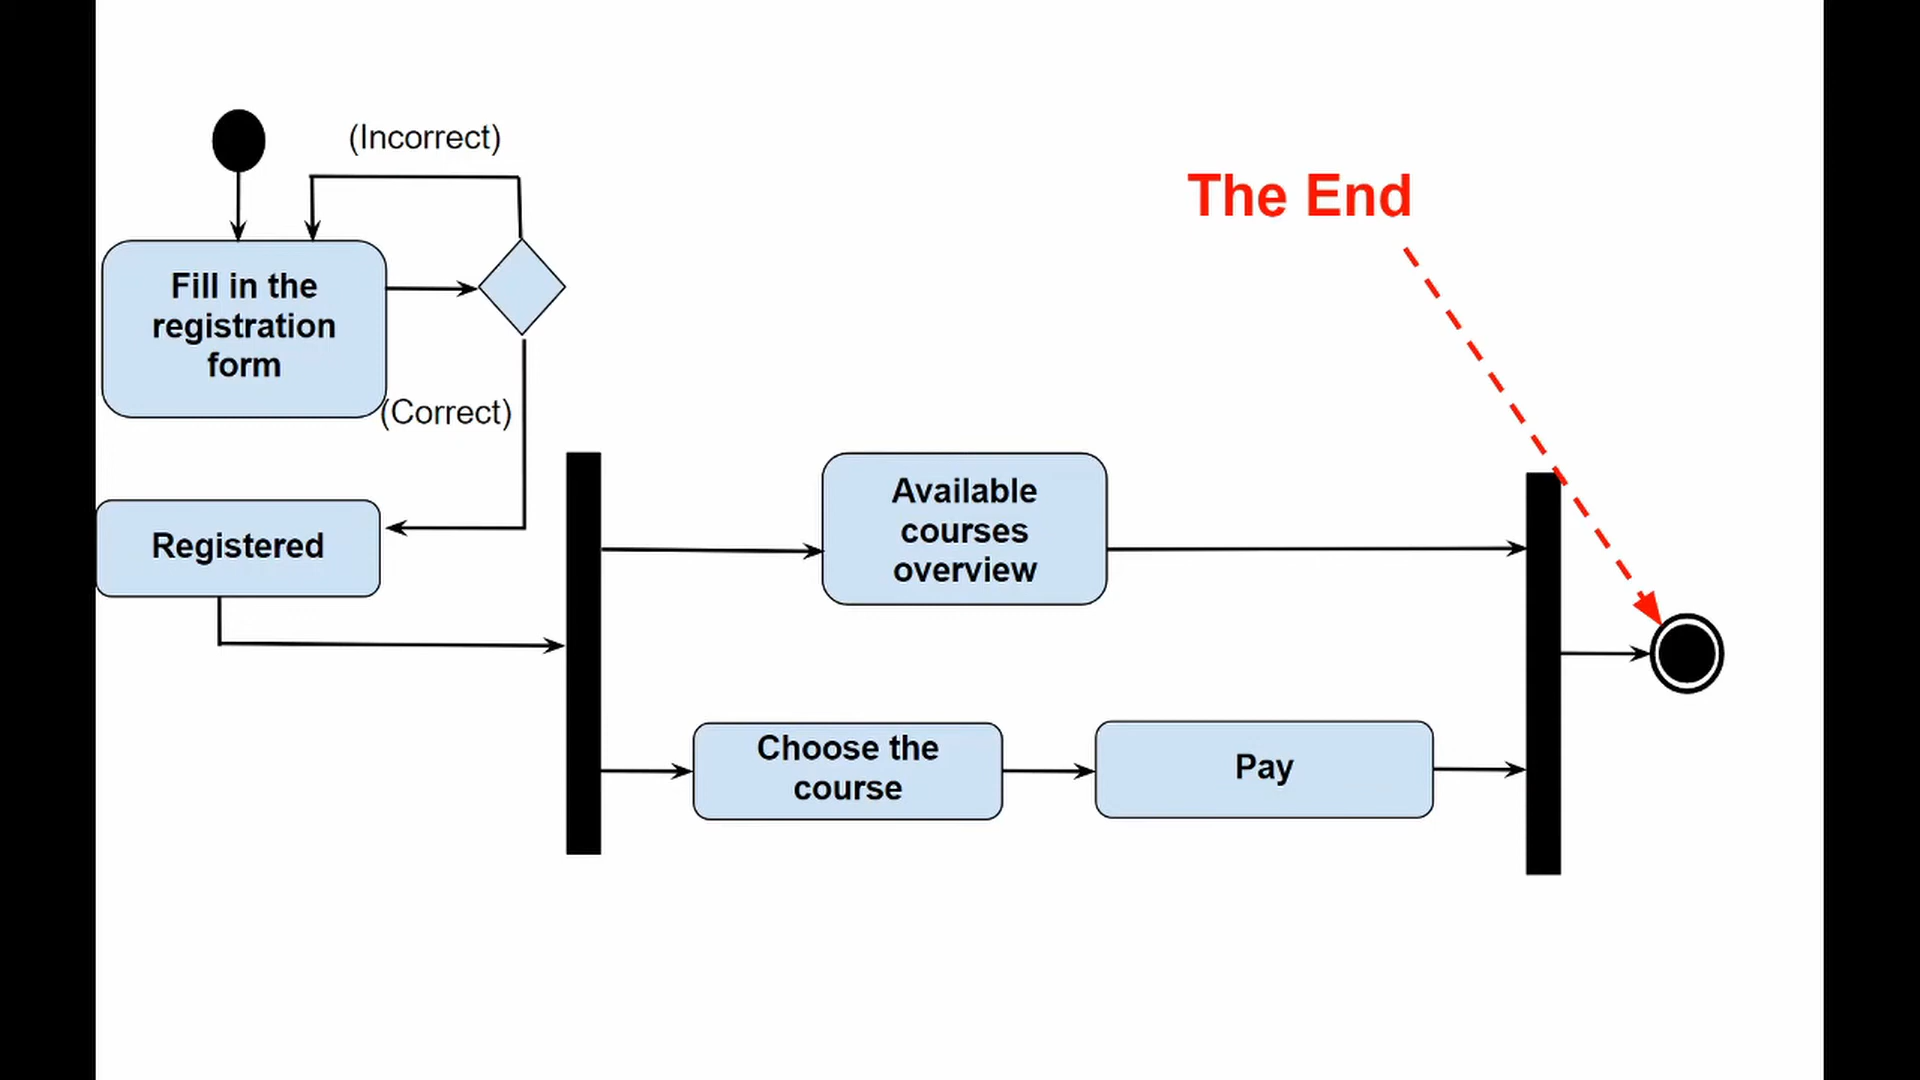 (Incorrect)
The End
Fill in the
registration
form
(Correct)
Registered
Available
courses
overview
Choose the
course
Pay